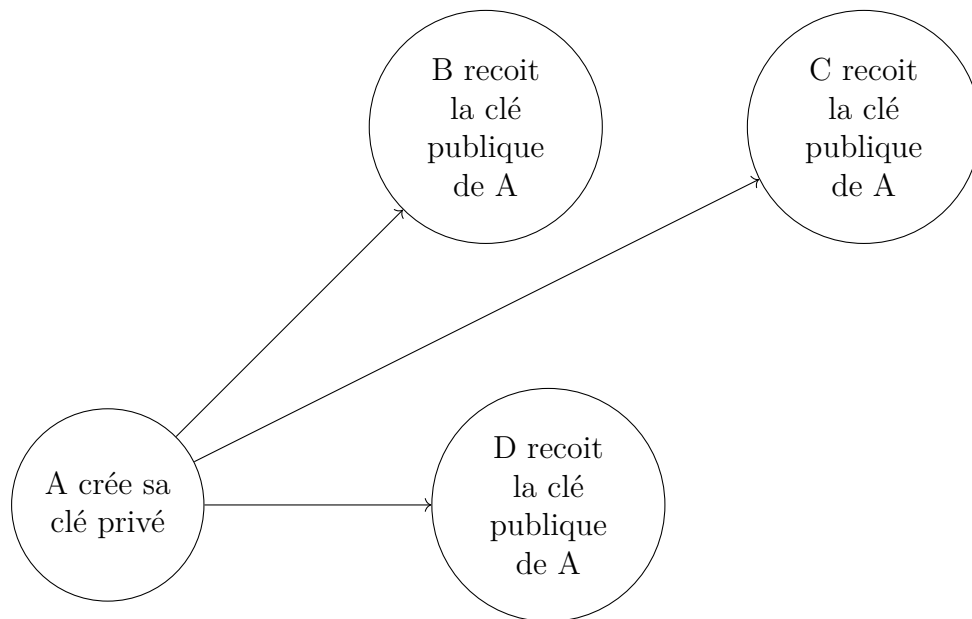 B recoit
la clé
publique
de A
C recoit
la clé
publique
de A
A crée sa
clé privé
D recoit
la clé
publique
de A